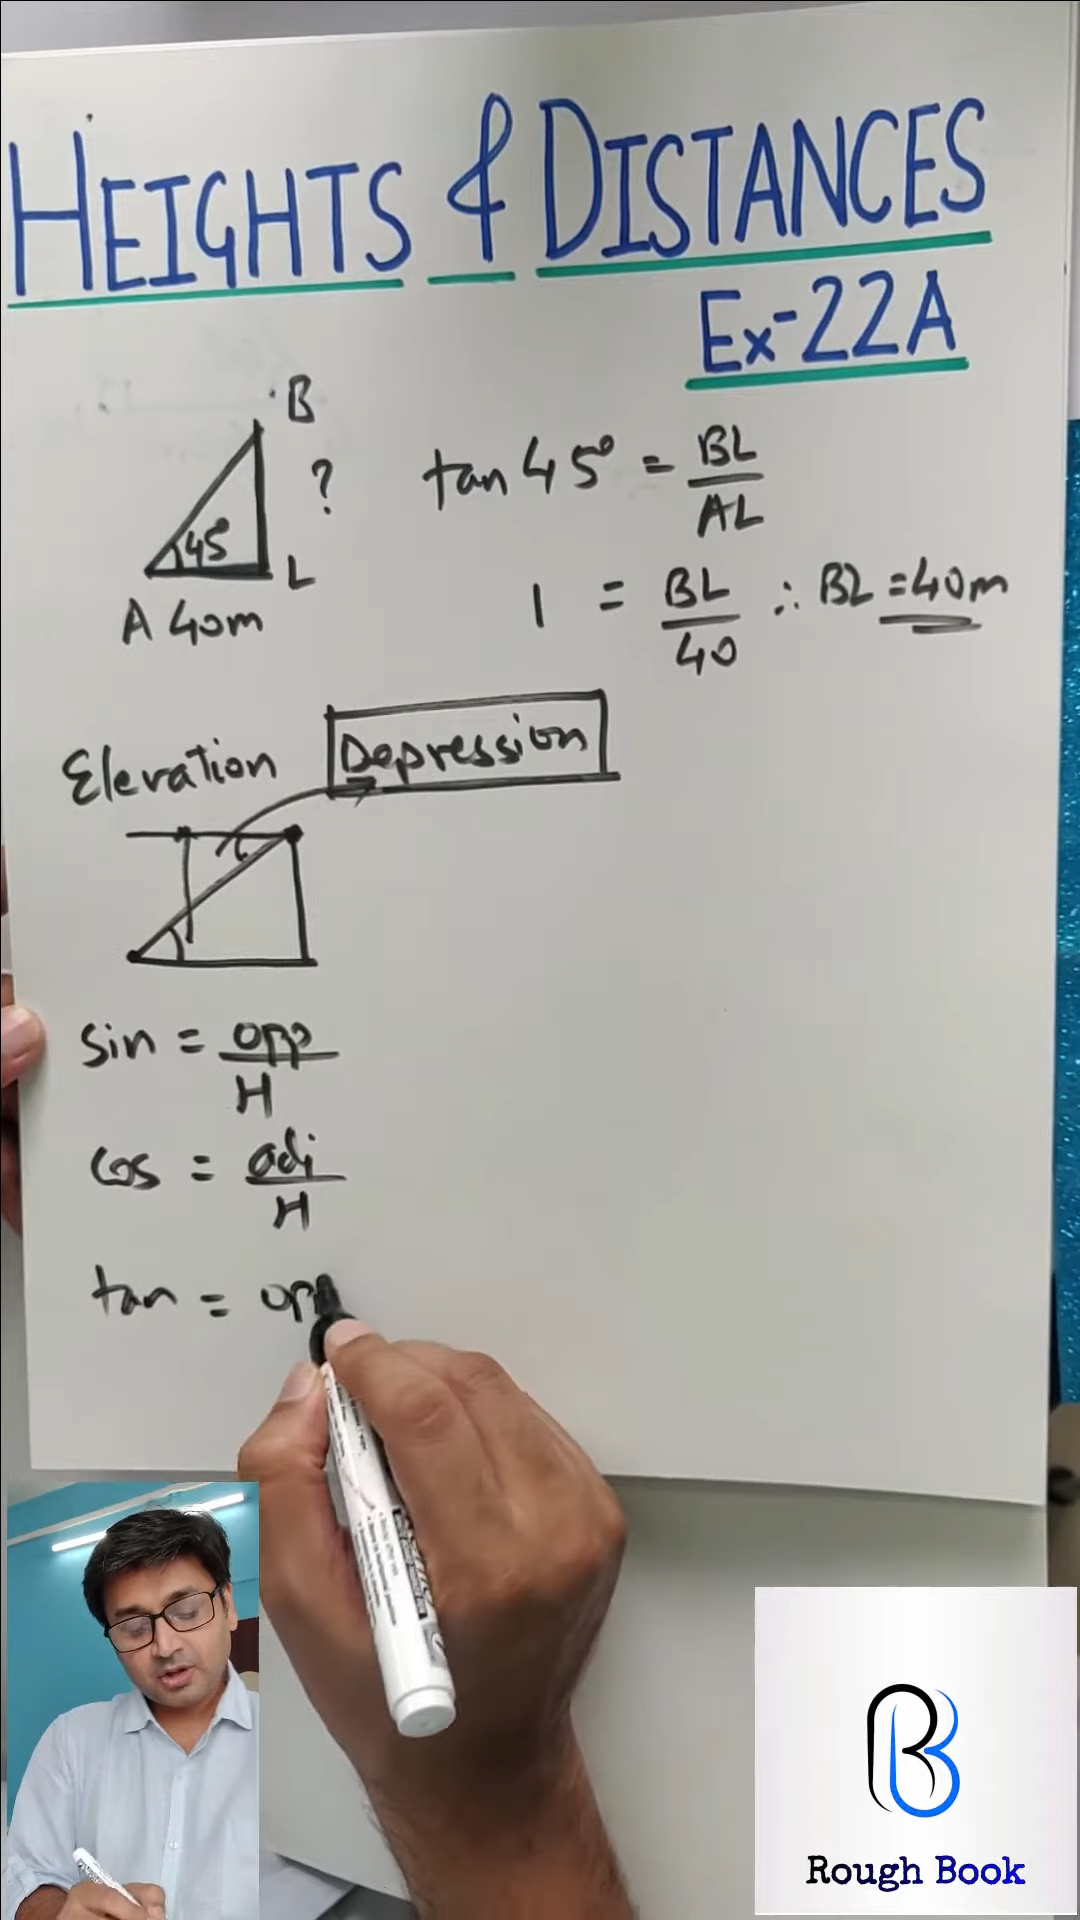 HEIGHTS & DISTANCES
Ex-22A
B
?
45°
L
A 40m
tan 45° = BL/AL
1 = BL/40 ∴ BL = 40m
Elevation Depression
sin = opp/H
cos = adj/H
tan = opp
Rough Book